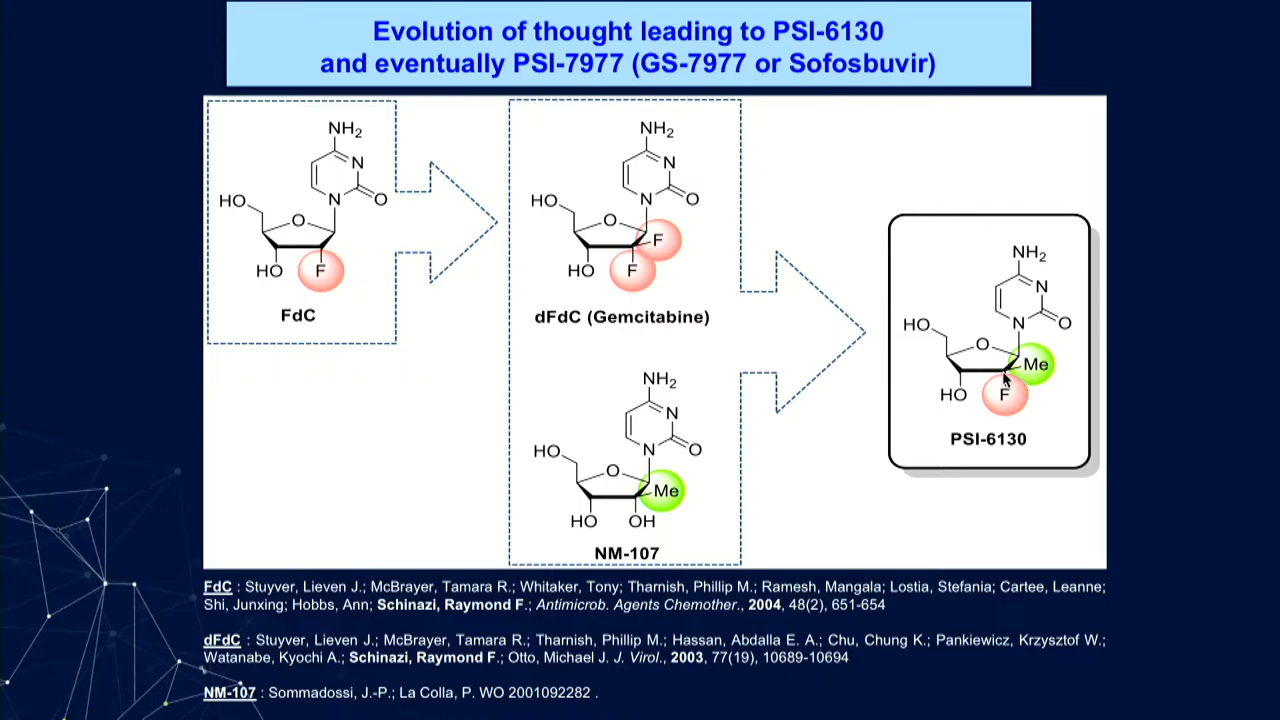 Evolution of thought leading to PSI-6130
and eventually PSI-7977 (GS-7977 or Sofosbuvir)
NH2
N
N
O
HO
O
HO
F
FdC
NH2
N
N
O
HO
O
F
HO
F
dFdC (Gemcitabine)
NH2
N
N
O
HO
O
Me
HO
OH
NM-107
NH2
N
N
O
HO
O
Me
HO
F
PSI-6130
FdC : Stuyver, Lieven J.; McBrayer, Tamara R.; Whitaker, Tony; Tharnish, Phillip M.; Ramesh, Mangala; Lostia, Stefania; Cartee, Leanne;
Shi, Junxing; Hobbs, Ann; Schinazi, Raymond F.; Antimicrob. Agents Chemother., 2004, 48(2), 651-654
dFdC : Stuyver, Lieven J.; McBrayer, Tamara R.; Tharnish, Phillip M.; Hassan, Abdalla E. A.; Chu, Chung K.; Pankiewicz, Krzysztof W.;
Watanabe, Kyochi A.; Schinazi, Raymond F.; Otto, Michael J. J. Virol., 2003, 77(19), 10689-10694
NM-107 : Sommadossi, J.-P.; La Colla, P. WO 2001092282 .